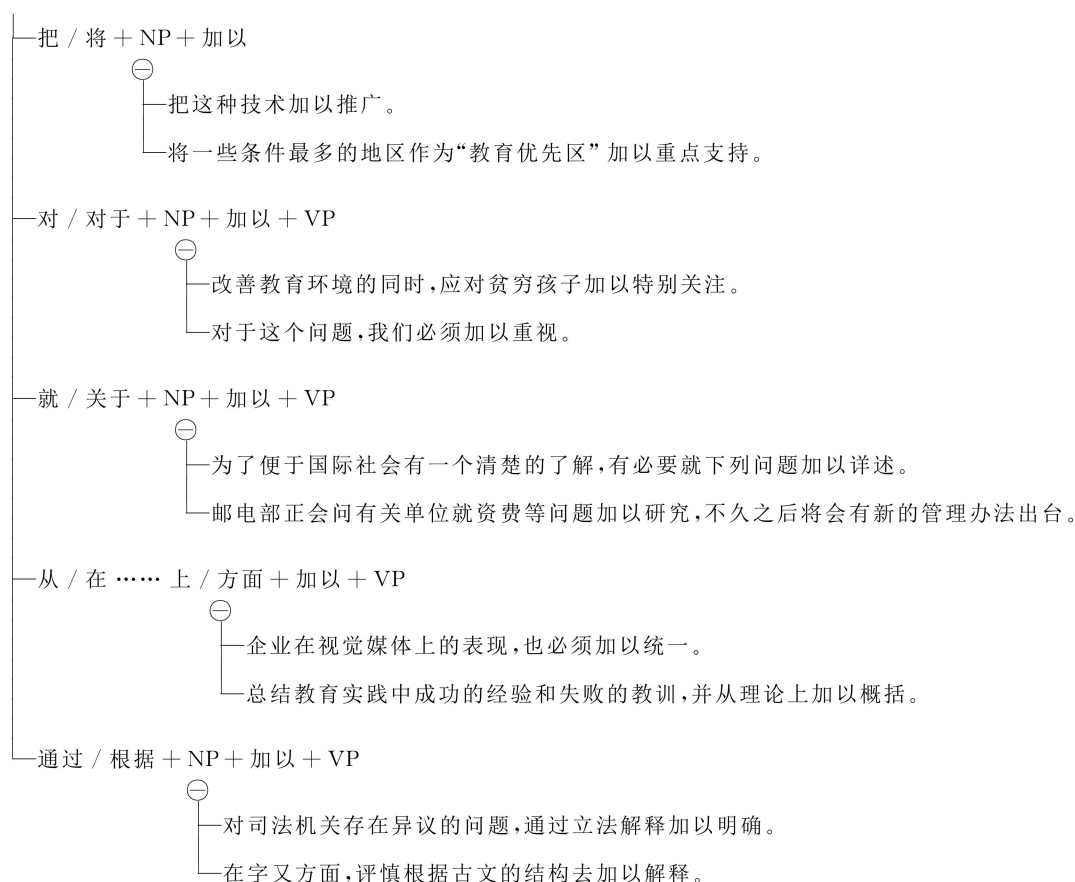 把 / 将 + NP + 加以
把这种技术加以推广。
将一些条件最多的地区作为“教育优先区”加以重点支持。
对 / 对于 + NP + 加以 + VP
改善教育环境的同时,应对贫穷孩子加以特别关注。
对于这个问题,我们必须加以重视。
就 / 关于 + NP + 加以 + VP
为了便于国际社会有一个清楚的了解,有必要就下列问题加以详述。
邮电部正会问有关单位就资费等问题加以研究,不久之后将会有新的管理办法出台。
从 / 在 …… 上 / 方面 + 加以 + VP
企业在视觉媒体上的表现,也必须加以统一。
总结教育实践中成功的经验和失败的教训,并从理论上加以概括。
通过 / 根据 + NP + 加以 + VP
对司法机关存在异议的问题,通过立法解释加以明确。
在字又方面,评慎根据古文的结构去加以解释。